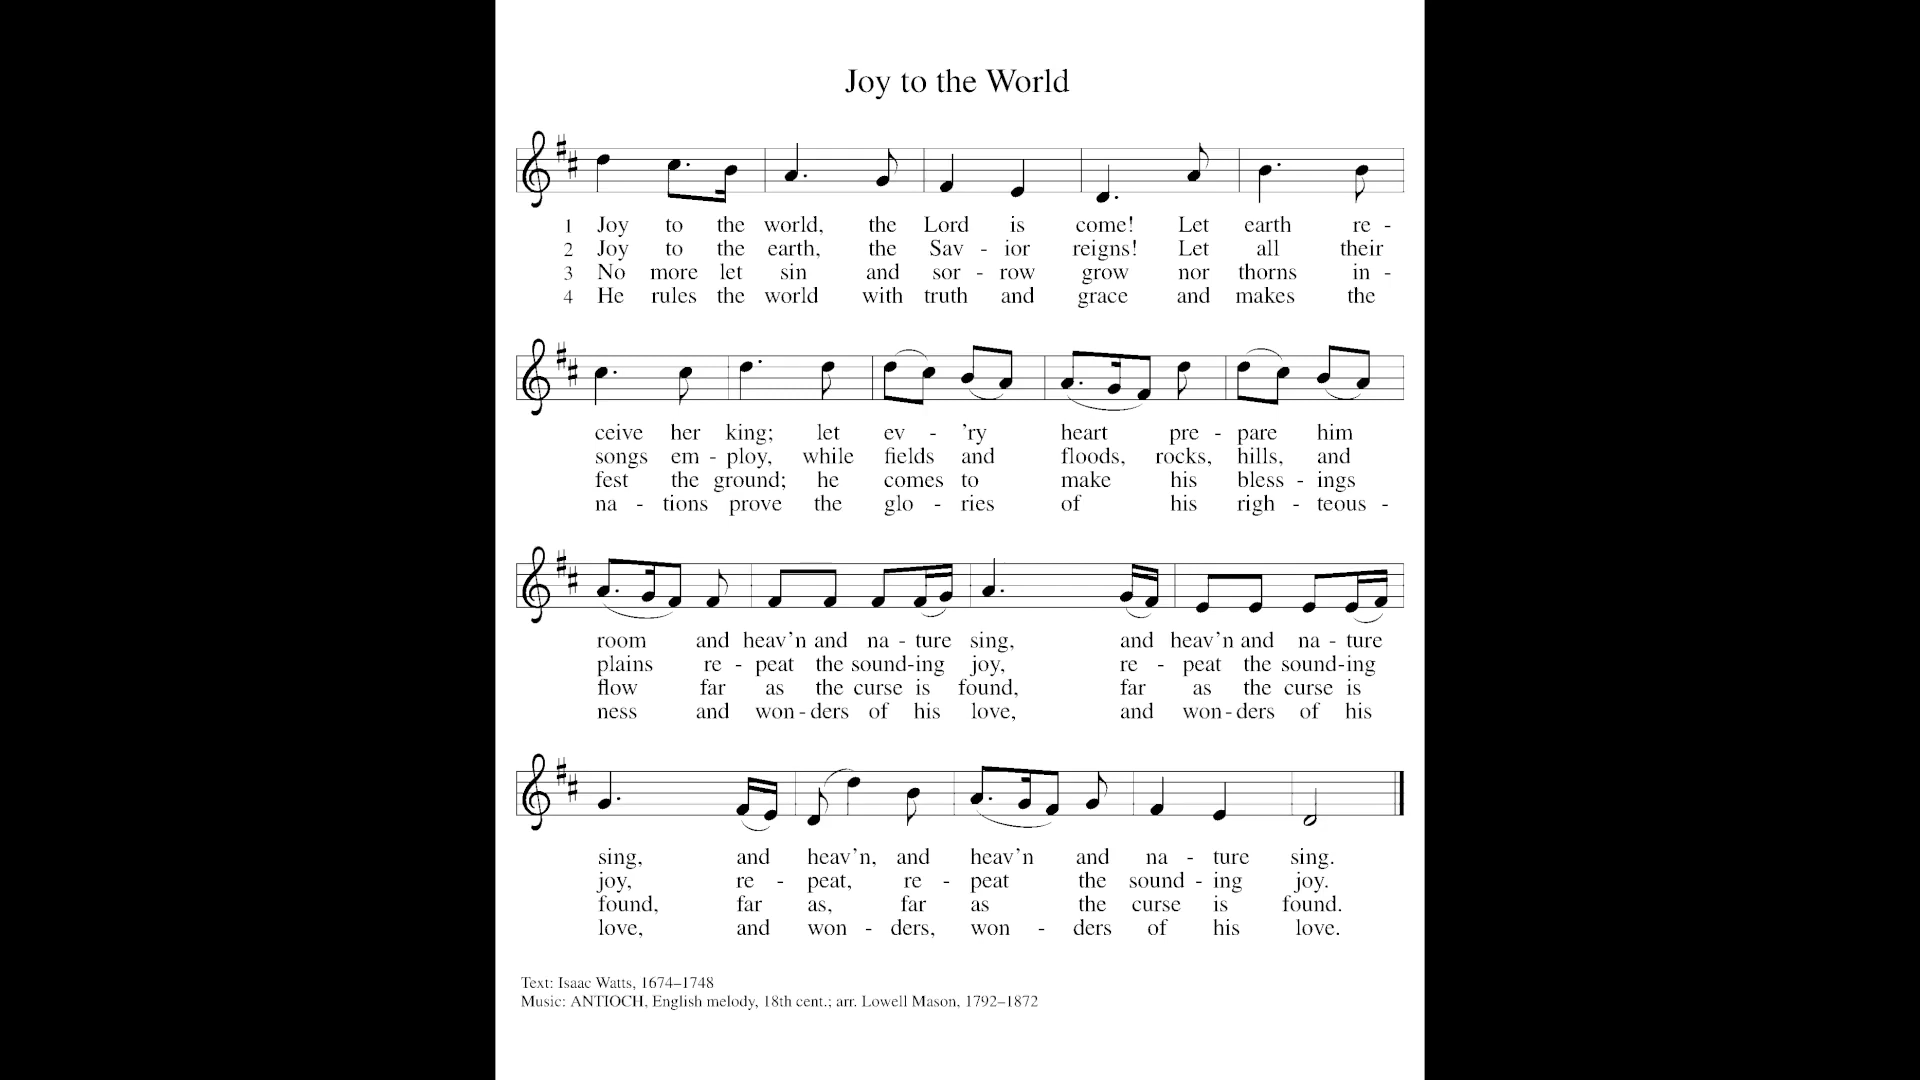 Joy to the World
1 Joy to the world, the Lord is come! Let earth re -
2 Joy to the earth, the Sav - ior reigns! Let all their
3 No more let sin and sor - row grow nor thorns in -
4 He rules the world with truth and grace and makes the
ceive her king; let ev - 'ry heart pre - pare him
songs em - ploy, while fields and floods, rocks, hills, and
fest the ground; he comes to make his bless - ings
na - tions prove the glo - ries of his righ - teous -
room and heav'n and na - ture sing, and heav'n and na - ture
plains re - peat the sound-ing joy, re - peat the sound-ing
flow far as the curse is found, far as the curse is
ness and won - ders of his love, and won - ders of his
sing, and heav'n, and heav'n and na - ture sing.
joy, re - peat, re - peat the sound - ing joy.
found, far as, far as the curse is found.
love, and won - ders, won - ders of his love.
Text: Isaac Watts, 1674–1748
Music: ANTIOCH, English melody, 18th cent.; arr. Lowell Mason, 1792–1872